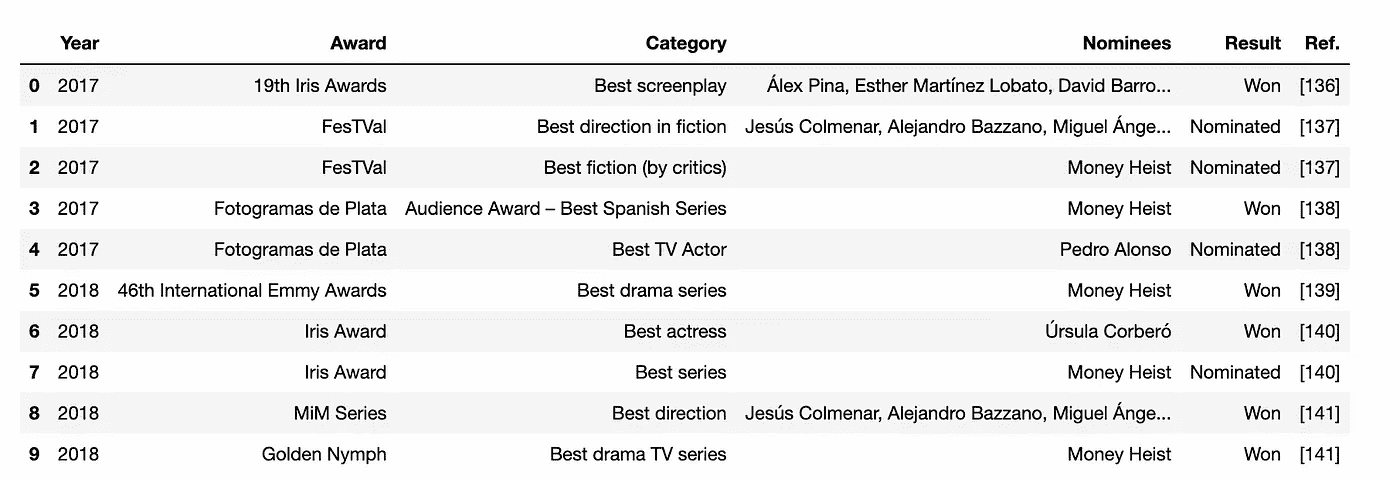 Year Award Category Nominees Result Ref.
0 2017 19th Iris Awards Best screenplay Álex Pina, Esther Martínez Lobato, David Barro... Won [136]
1 2017 FesTVal Best direction in fiction Jesús Colmenar, Alejandro Bazzano, Miguel Ánge... Nominated [137]
2 2017 FesTVal Best fiction (by critics) Money Heist Nominated [137]
3 2017 Fotogramas de Plata Audience Award – Best Spanish Series Money Heist Won [138]
4 2017 Fotogramas de Plata Best TV Actor Pedro Alonso Nominated [138]
5 2018 46th International Emmy Awards Best drama series Money Heist Won [139]
6 2018 Iris Award Best actress Úrsula Corberó Won [140]
7 2018 Iris Award Best series Money Heist Nominated [140]
8 2018 MiM Series Best direction Jesús Colmenar, Alejandro Bazzano, Miguel Ánge... Won [141]
9 2018 Golden Nymph Best drama TV series Money Heist Won [141]